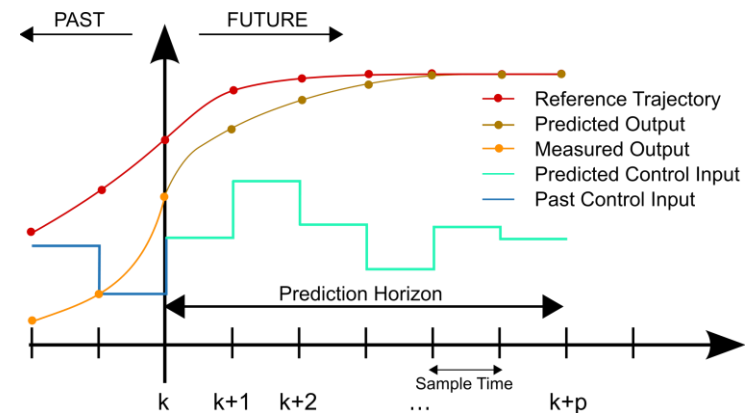 PAST
FUTURE
Reference Trajectory
Predicted Output
Measured Output
Predicted Control Input
Past Control Input
Prediction Horizon
Sample Time
k k+1 k+2 ... k+p